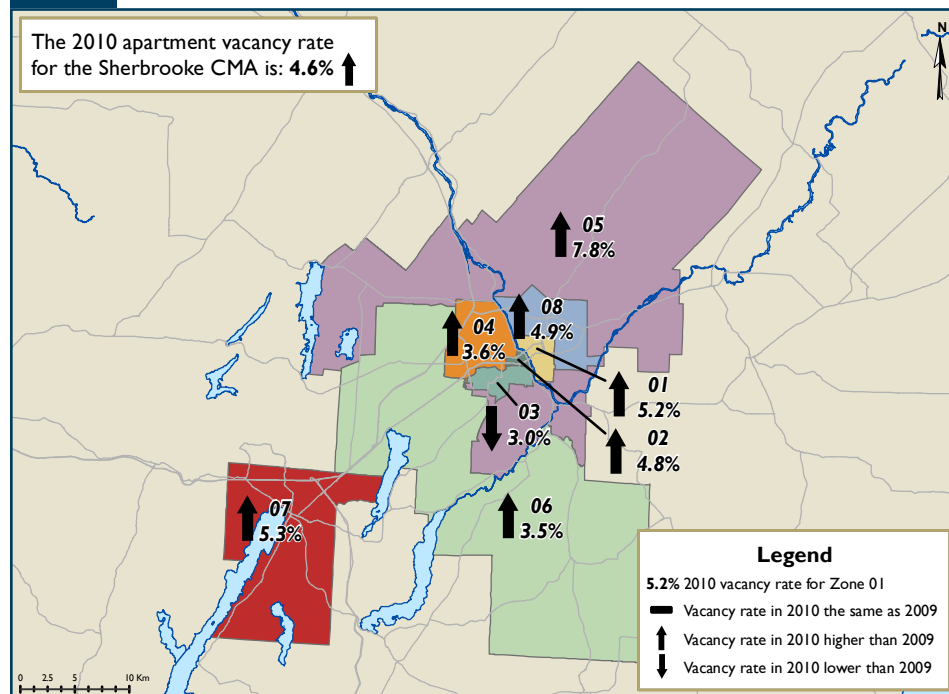 The 2010 apartment vacancy rate
for the Sherbrooke CMA is: 4.6%
N
05
7.8%
08
4.9%
04
3.6%
01
5.2%
03
3.0%
02
4.8%
07
5.3%
06
3.5%
Legend
5.2% 2010 vacancy rate for Zone 01
Vacancy rate in 2010 the same as 2009
Vacancy rate in 2010 higher than 2009
Vacancy rate in 2010 lower than 2009
0 2.5 5 10 Km